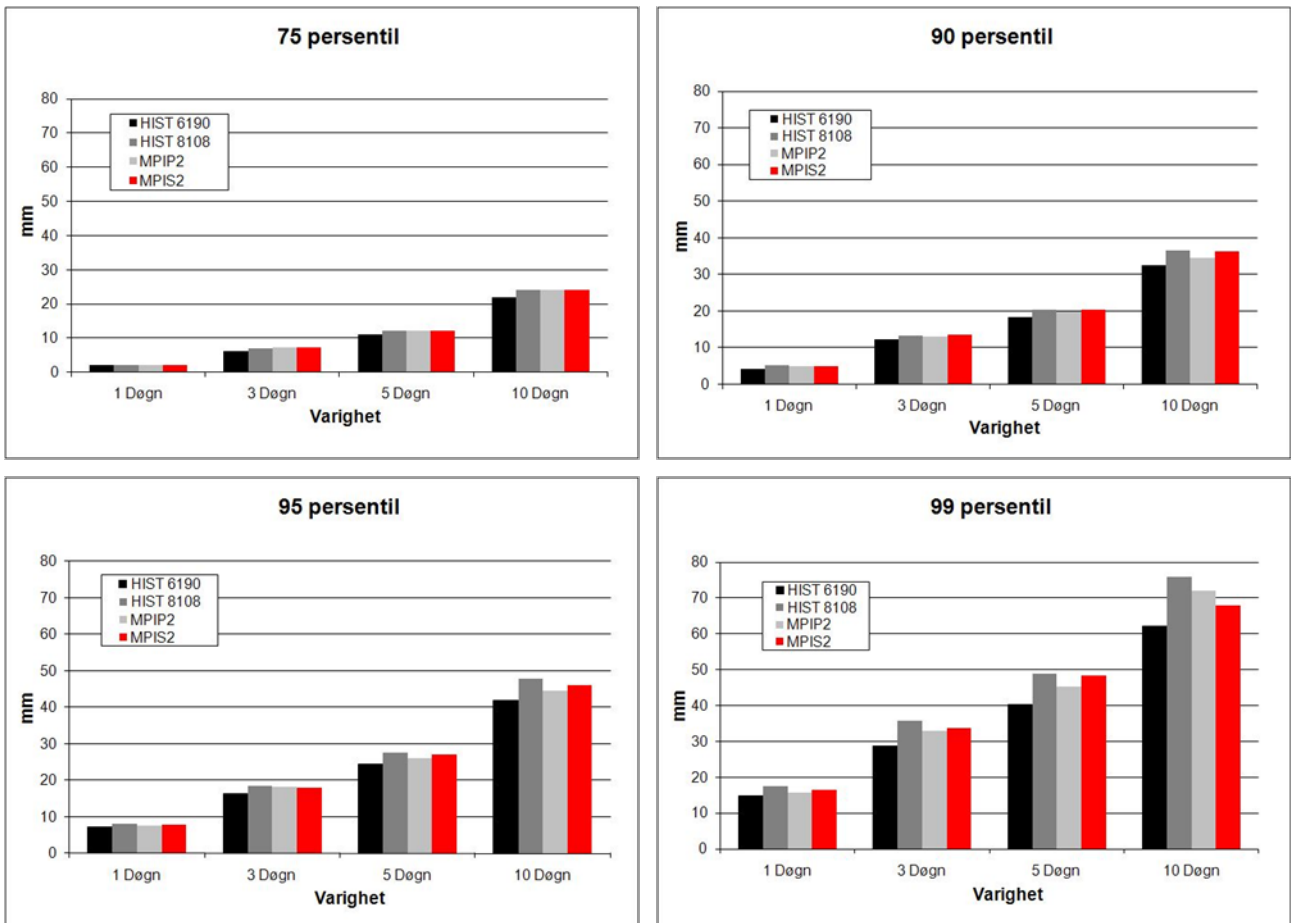 75 persentil
80
70
60
50
40
30
20
10
0
mm
HIST 6190
HIST 8108
MPIP2
MPIS2
1 Døgn 3 Døgn 5 Døgn 10 Døgn
Varighet
90 persentil
80
70
60
50
40
30
20
10
0
mm
HIST 6190
HIST 8108
MPIP2
MPIS2
1 Døgn 3 Døgn 5 Døgn 10 Døgn
Varighet
95 persentil
80
70
60
50
40
30
20
10
0
mm
HIST 6190
HIST 8108
MPIP2
MPIS2
1 Døgn 3 Døgn 5 Døgn 10 Døgn
Varighet
99 persentil
80
70
60
50
40
30
20
10
0
mm
HIST 6190
HIST 8108
MPIP2
MPIS2
1 Døgn 3 Døgn 5 Døgn 10 Døgn
Varighet